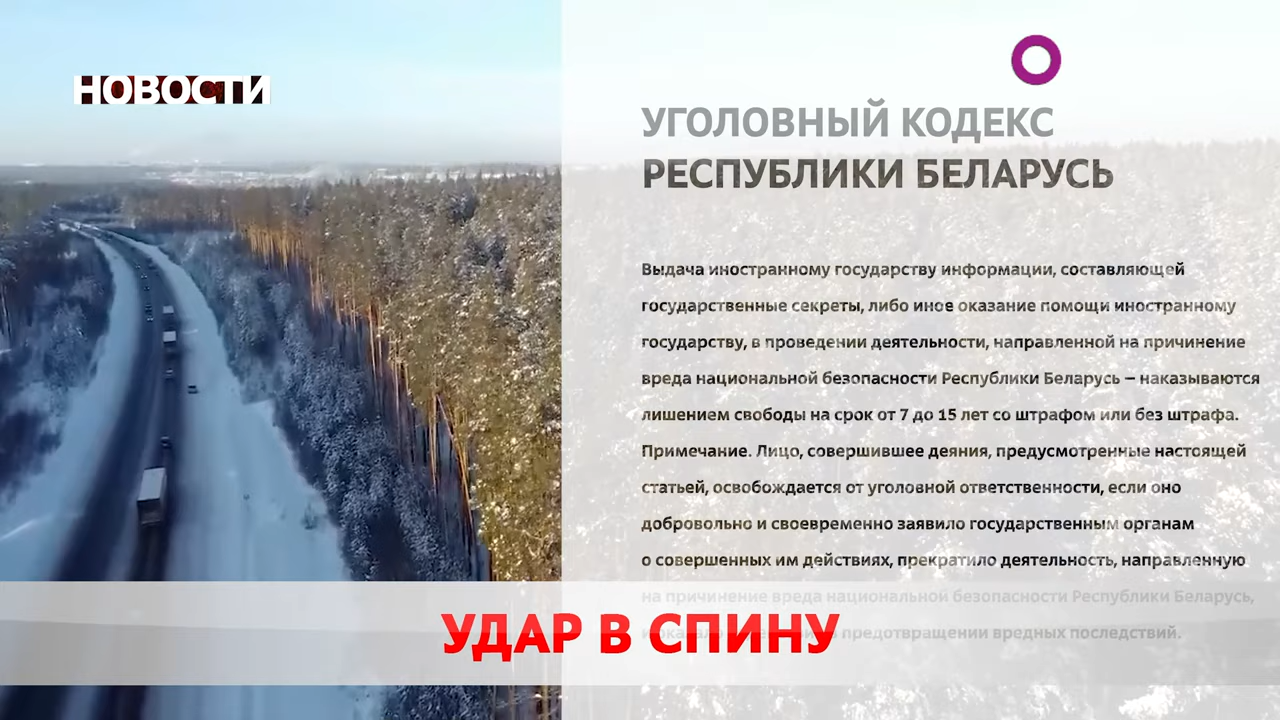 НОВОСТИ
УГОЛОВНЫЙ КОДЕКС
РЕСПУБЛИКИ БЕЛАРУСЬ
Выдача иностранному государству информации, составляющей
государственные секреты, либо иное оказание помощи иностранному
государству, в проведении деятельности, направленной на причинение
вреда национальной безопасности Республики Беларусь – наказываются
лишением свободы на срок от 7 до 15 лет со штрафом или без штрафа.
Примечание. Лицо, совершившее деяния, предусмотренные настоящей
статьей, освобождается от уголовной ответственности, если оно
добровольно и своевременно заявило государственным органам
о совершенных им действиях, прекратило деятельность, направленную
на причинение вреда национальной безопасности Республики Беларусь,
предотвращении вредных последствий.
УДАР В СПИНУ